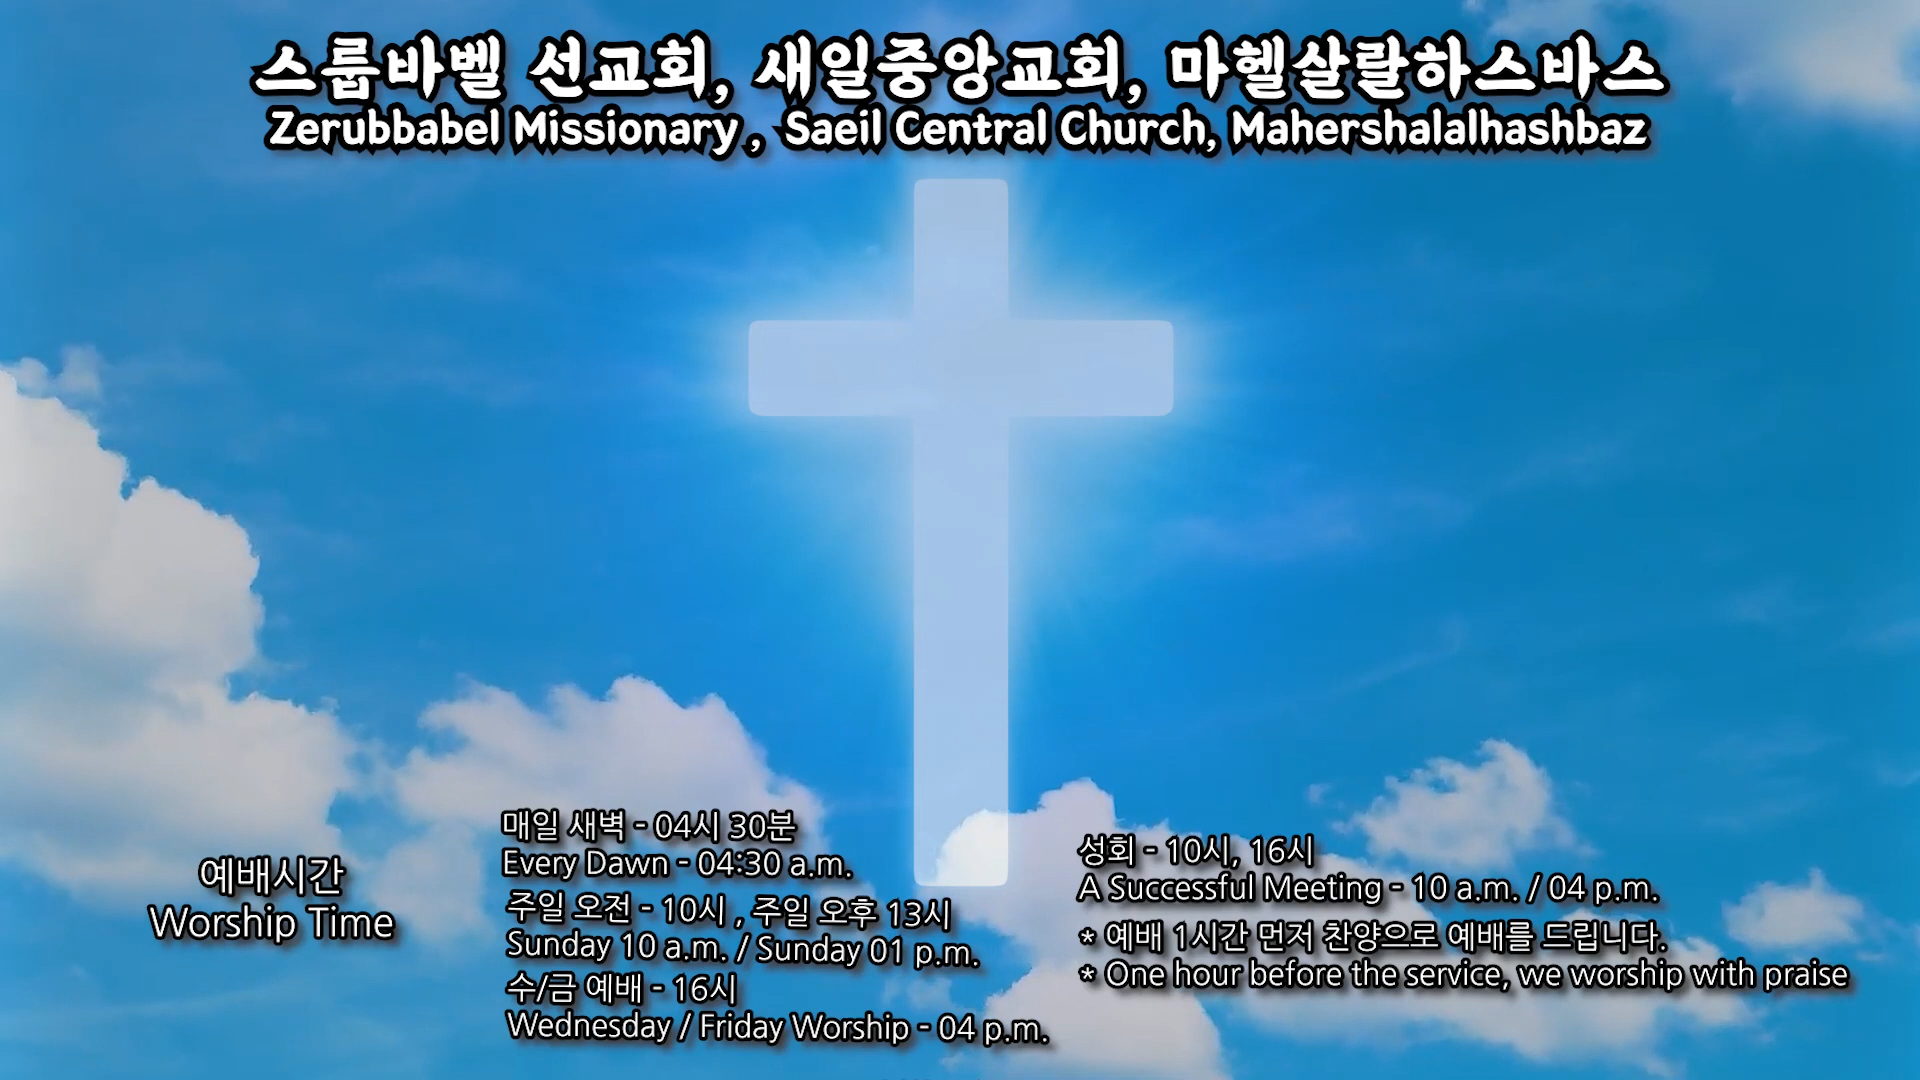 스룹바벨 선교회, 새일중앙교회, 마헬살랄하스바스
Zerubbabel Missionary , Saeil Central Church, Mahershalalhashbaz
예배시간
Worship Time
매일 새벽 - 04시 30분
Every Dawn - 04:30 a.m.
주일 오전 - 10시 , 주일 오후 13시
Sunday 10 a.m. / Sunday 01 p.m.
수/금 예배 - 16시
Wednesday / Friday Worship - 04 p.m.
성회 - 10시, 16시
A Successful Meeting - 10 a.m. / 04 p.m.
* 예배 1시간 먼저 찬양으로 예배를 드립니다.
* One hour before the service, we worship with praise